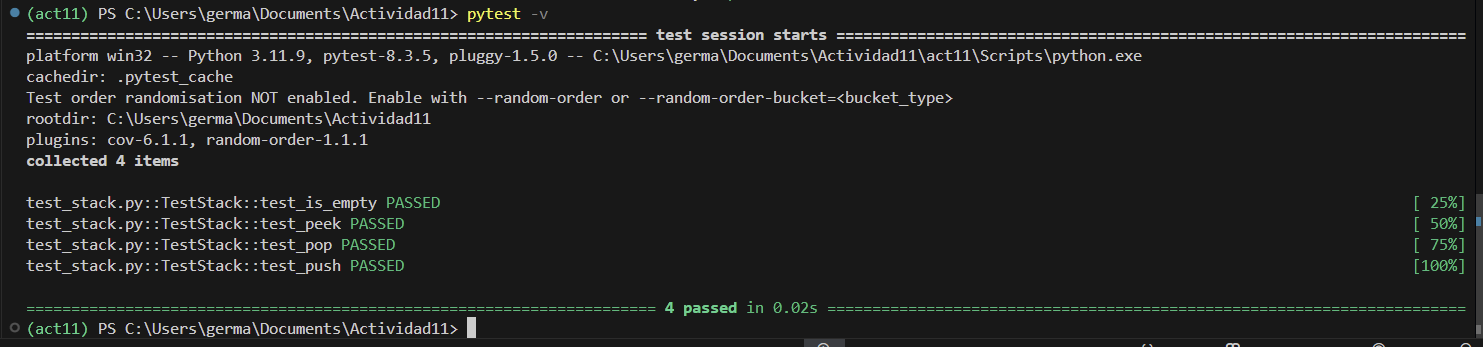 (act11) PS C:\Users\germa\Documents\Actividad11> pytest -v
======================================================================= test session starts =======================================================================
platform win32 -- Python 3.11.9, pytest-8.3.5, pluggy-1.5.0 -- C:\Users\germa\Documents\Actividad11\act11\Scripts\python.exe
cachedir: .pytest_cache
Test order randomisation NOT enabled. Enable with --random-order or --random-order-bucket=<bucket_type>
rootdir: C:\Users\germa\Documents\Actividad11
plugins: cov-6.1.1, random-order-1.1.1
collected 4 items
test_stack.py::TestStack::test_is_empty PASSED [ 25%]
test_stack.py::TestStack::test_peek PASSED [ 50%]
test_stack.py::TestStack::test_pop PASSED [ 75%]
test_stack.py::TestStack::test_push PASSED [100%]
======================================================================== 4 passed in 0.02s ========================================================================
(act11) PS C:\Users\germa\Documents\Actividad11>